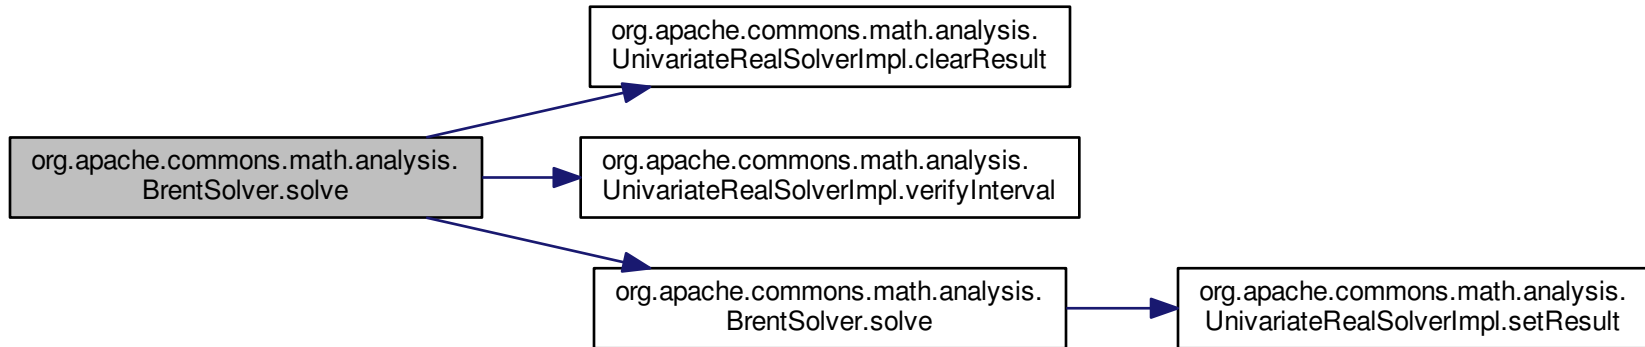 org.apache.commons.math.analysis.
UnivariateRealSolverImpl.clearResult
org.apache.commons.math.analysis.
BrentSolver.solve
org.apache.commons.math.analysis.
UnivariateRealSolverImpl.verifyInterval
org.apache.commons.math.analysis.
BrentSolver.solve
org.apache.commons.math.analysis.
UnivariateRealSolverImpl.setResult